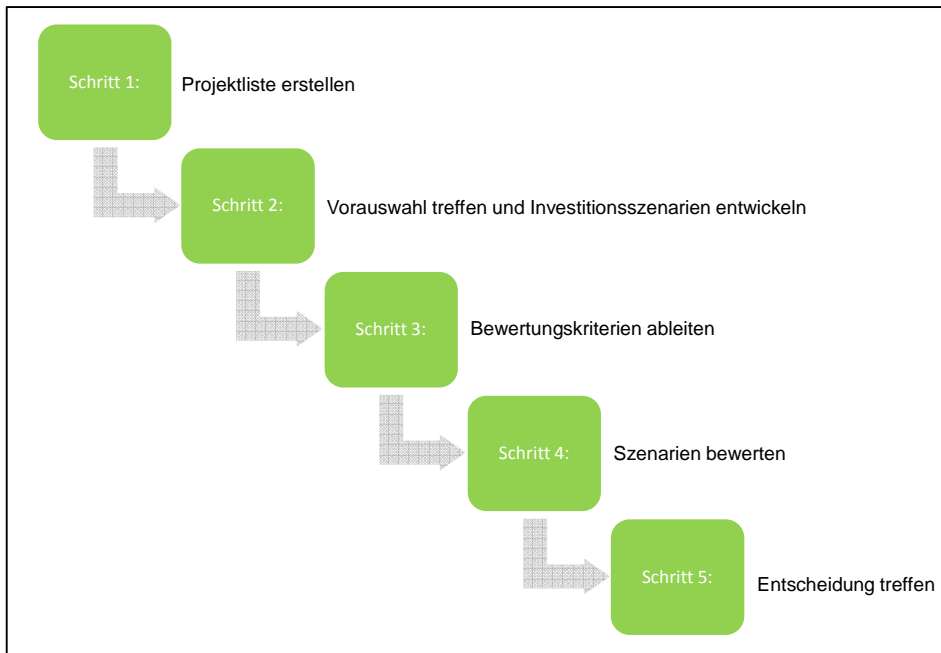 Schritt 1:
Projektliste erstellen
Schritt 2:
Vorauswahl treffen und Investitionsszenarien entwickeln
Schritt 3:
Bewertungskriterien ableiten
Schritt 4:
Szenarien bewerten
Schritt 5:
Entscheidung treffen